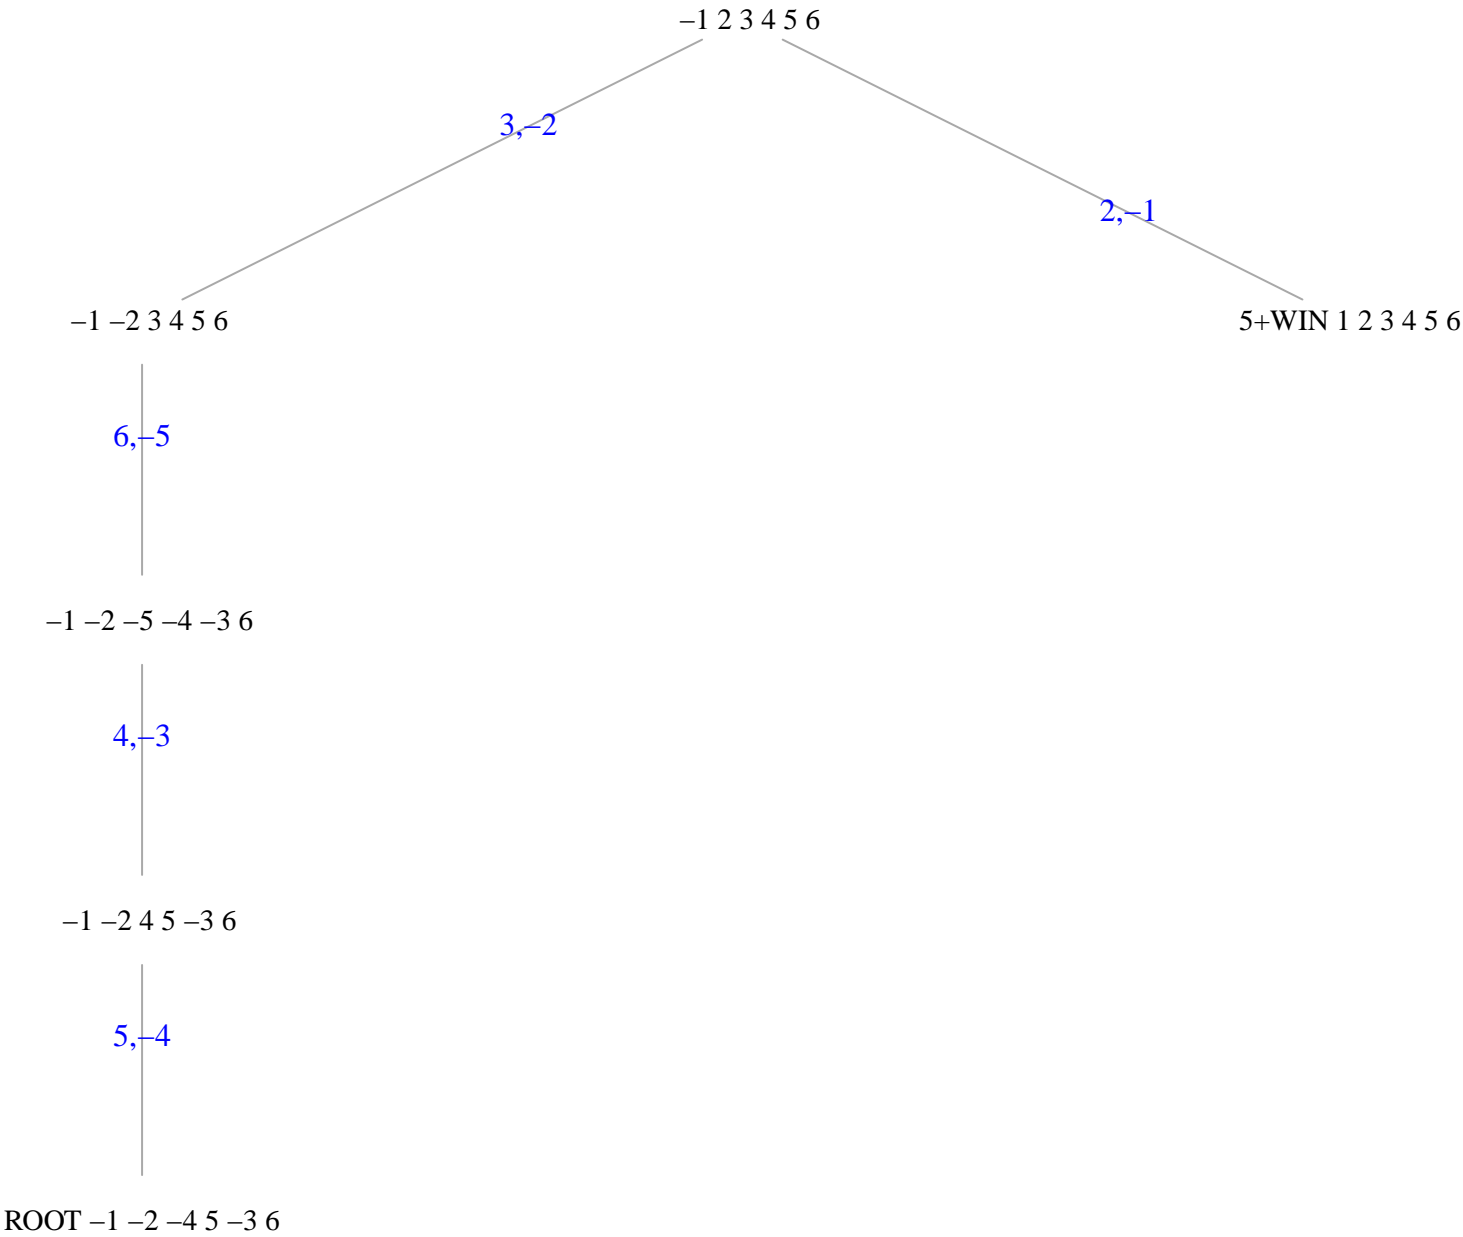 –1 2 3 4 5 6
3,–2
2,–1
–1 –2 3 4 5 6
5+WIN 1 2 3 4 5 6
6,–5
–1 –2 –5 –4 –3 6
4,–3
–1 –2 4 5 –3 6
5,–4
ROOT –1 –2 –4 5 –3 6